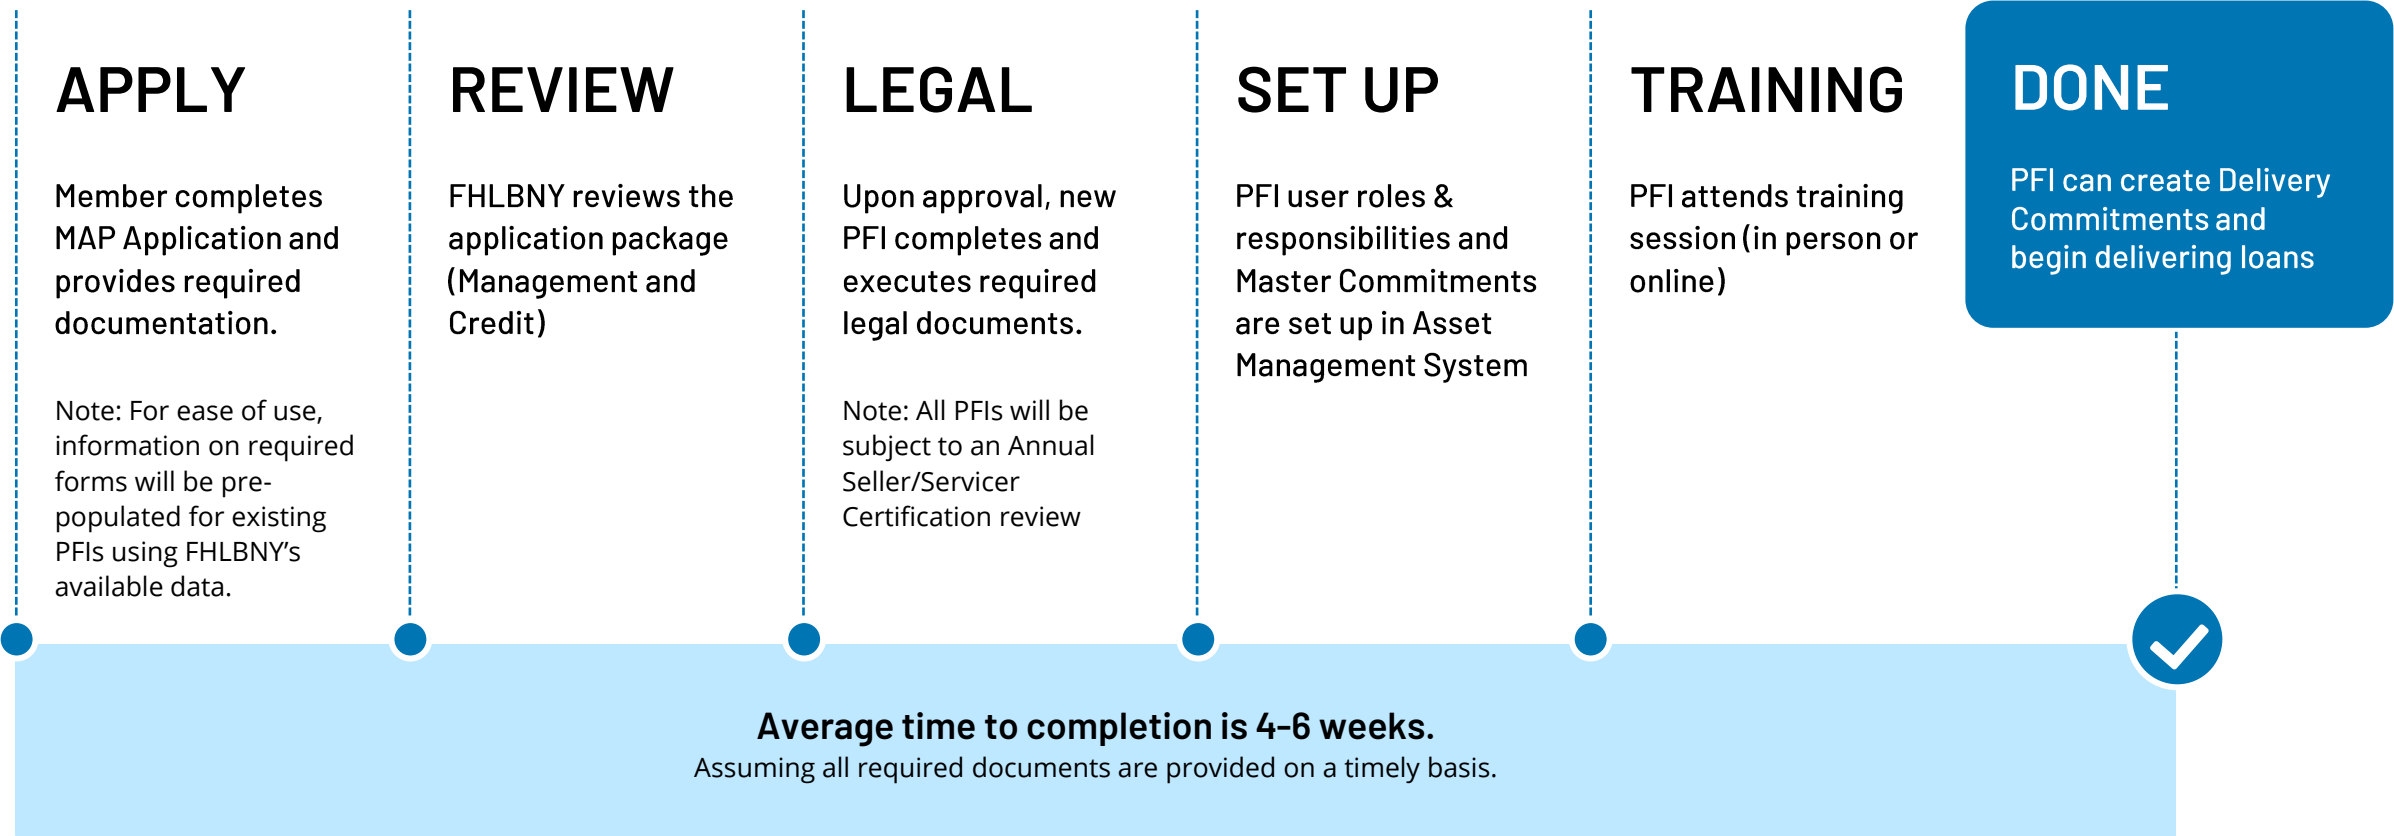 APPLY
Member completes
MAP Application and
provides required
documentation.
Note: For ease of use,
information on required
forms will be pre-
populated for existing
PFIs using FHLBNY’s
available data.
REVIEW
FHLBNY reviews the
application package
(Management and
Credit)
LEGAL
Upon approval, new
PFI completes and
executes required
legal documents.
Note: All PFIs will be
subject to an Annual
Seller/Servicer
Certification review
SET UP
PFI user roles &
responsibilities and
Master Commitments
are set up in Asset
Management System
TRAINING
PFI attends training
session (in person or
online)
DONE
PFI can create Delivery
Commitments and
begin delivering loans
Average time to completion is 4-6 weeks.
Assuming all required documents are provided on a timely basis.